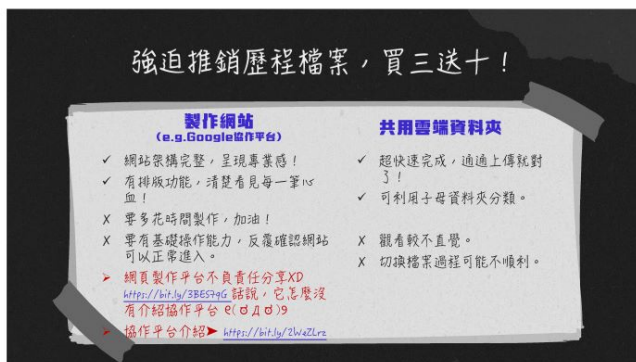 強迫推銷歷程檔案，買三送十！
製作網站
(e.g.Google協作平台)
✓ 網站架構完整，呈現專業感！
✓ 有排版功能，清楚看見每一筆心
血！
✗ 要多花時間製作，加油！
✗ 要有基礎操作能力，反覆確認網站
可以正常進入。
➢ 網頁製作平台不負責任分享XD
https://bit.ly/3BES7qG 話說，它怎麼沒
有介紹協作平台 ୧(ಠ Д ಠ)୨
➢ 協作平台介紹➤ https://bit.ly/2WeZLrz
共用雲端資料夾
✓ 超快速完成，通通上傳就對
了！
✓ 可利用子母資料夾分類。
✗ 觀看較不直覺。
✗ 切換檔案過程可能不順利。